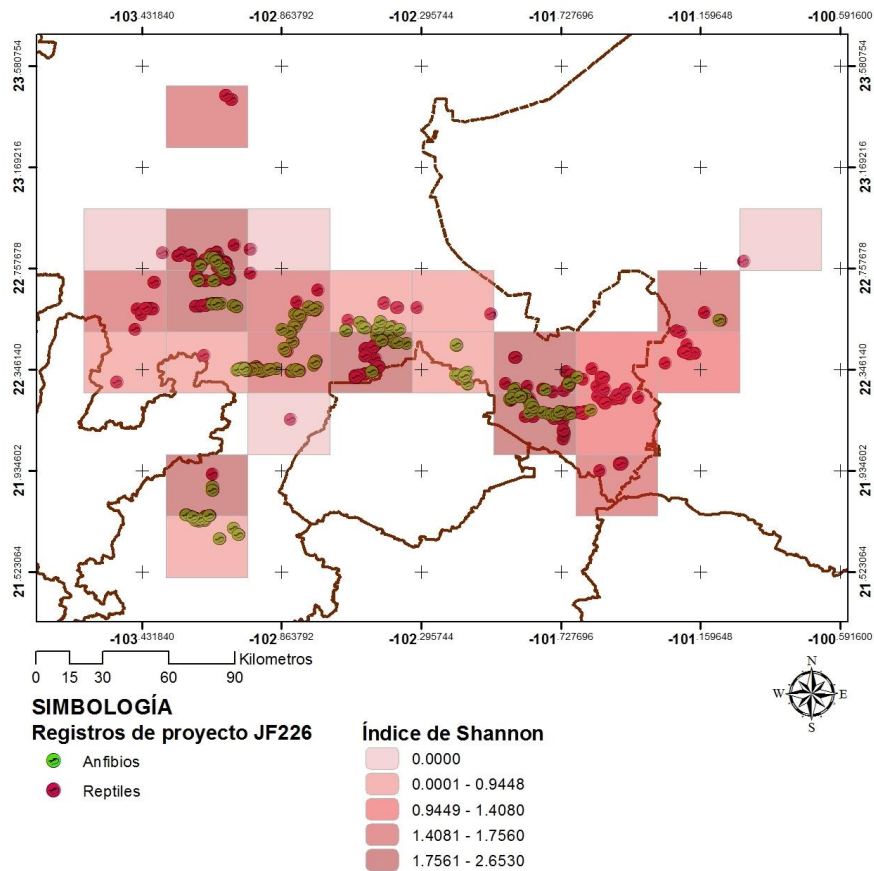 -103.431840 -102.863792 -102.295744 -101.727696 -101.159648 -100.591600
23.580754 23.580754
23.169216 23.169216
22.757678 22.757678
22.346140 22.346140
21.934602 21.934602
21.523064 21.523064
-103.431840 -102.863792 -102.295744 -101.727696 -101.159648 -100.591600
Kilometros
0 15 30 60 90
N
W E
S
SIMBOLOGÍA
Registros de proyecto JF226
Anfibios
Reptiles
Índice de Shannon
0.0000
0.0001 - 0.9448
0.9449 - 1.4080
1.4081 - 1.7560
1.7561 - 2.6530